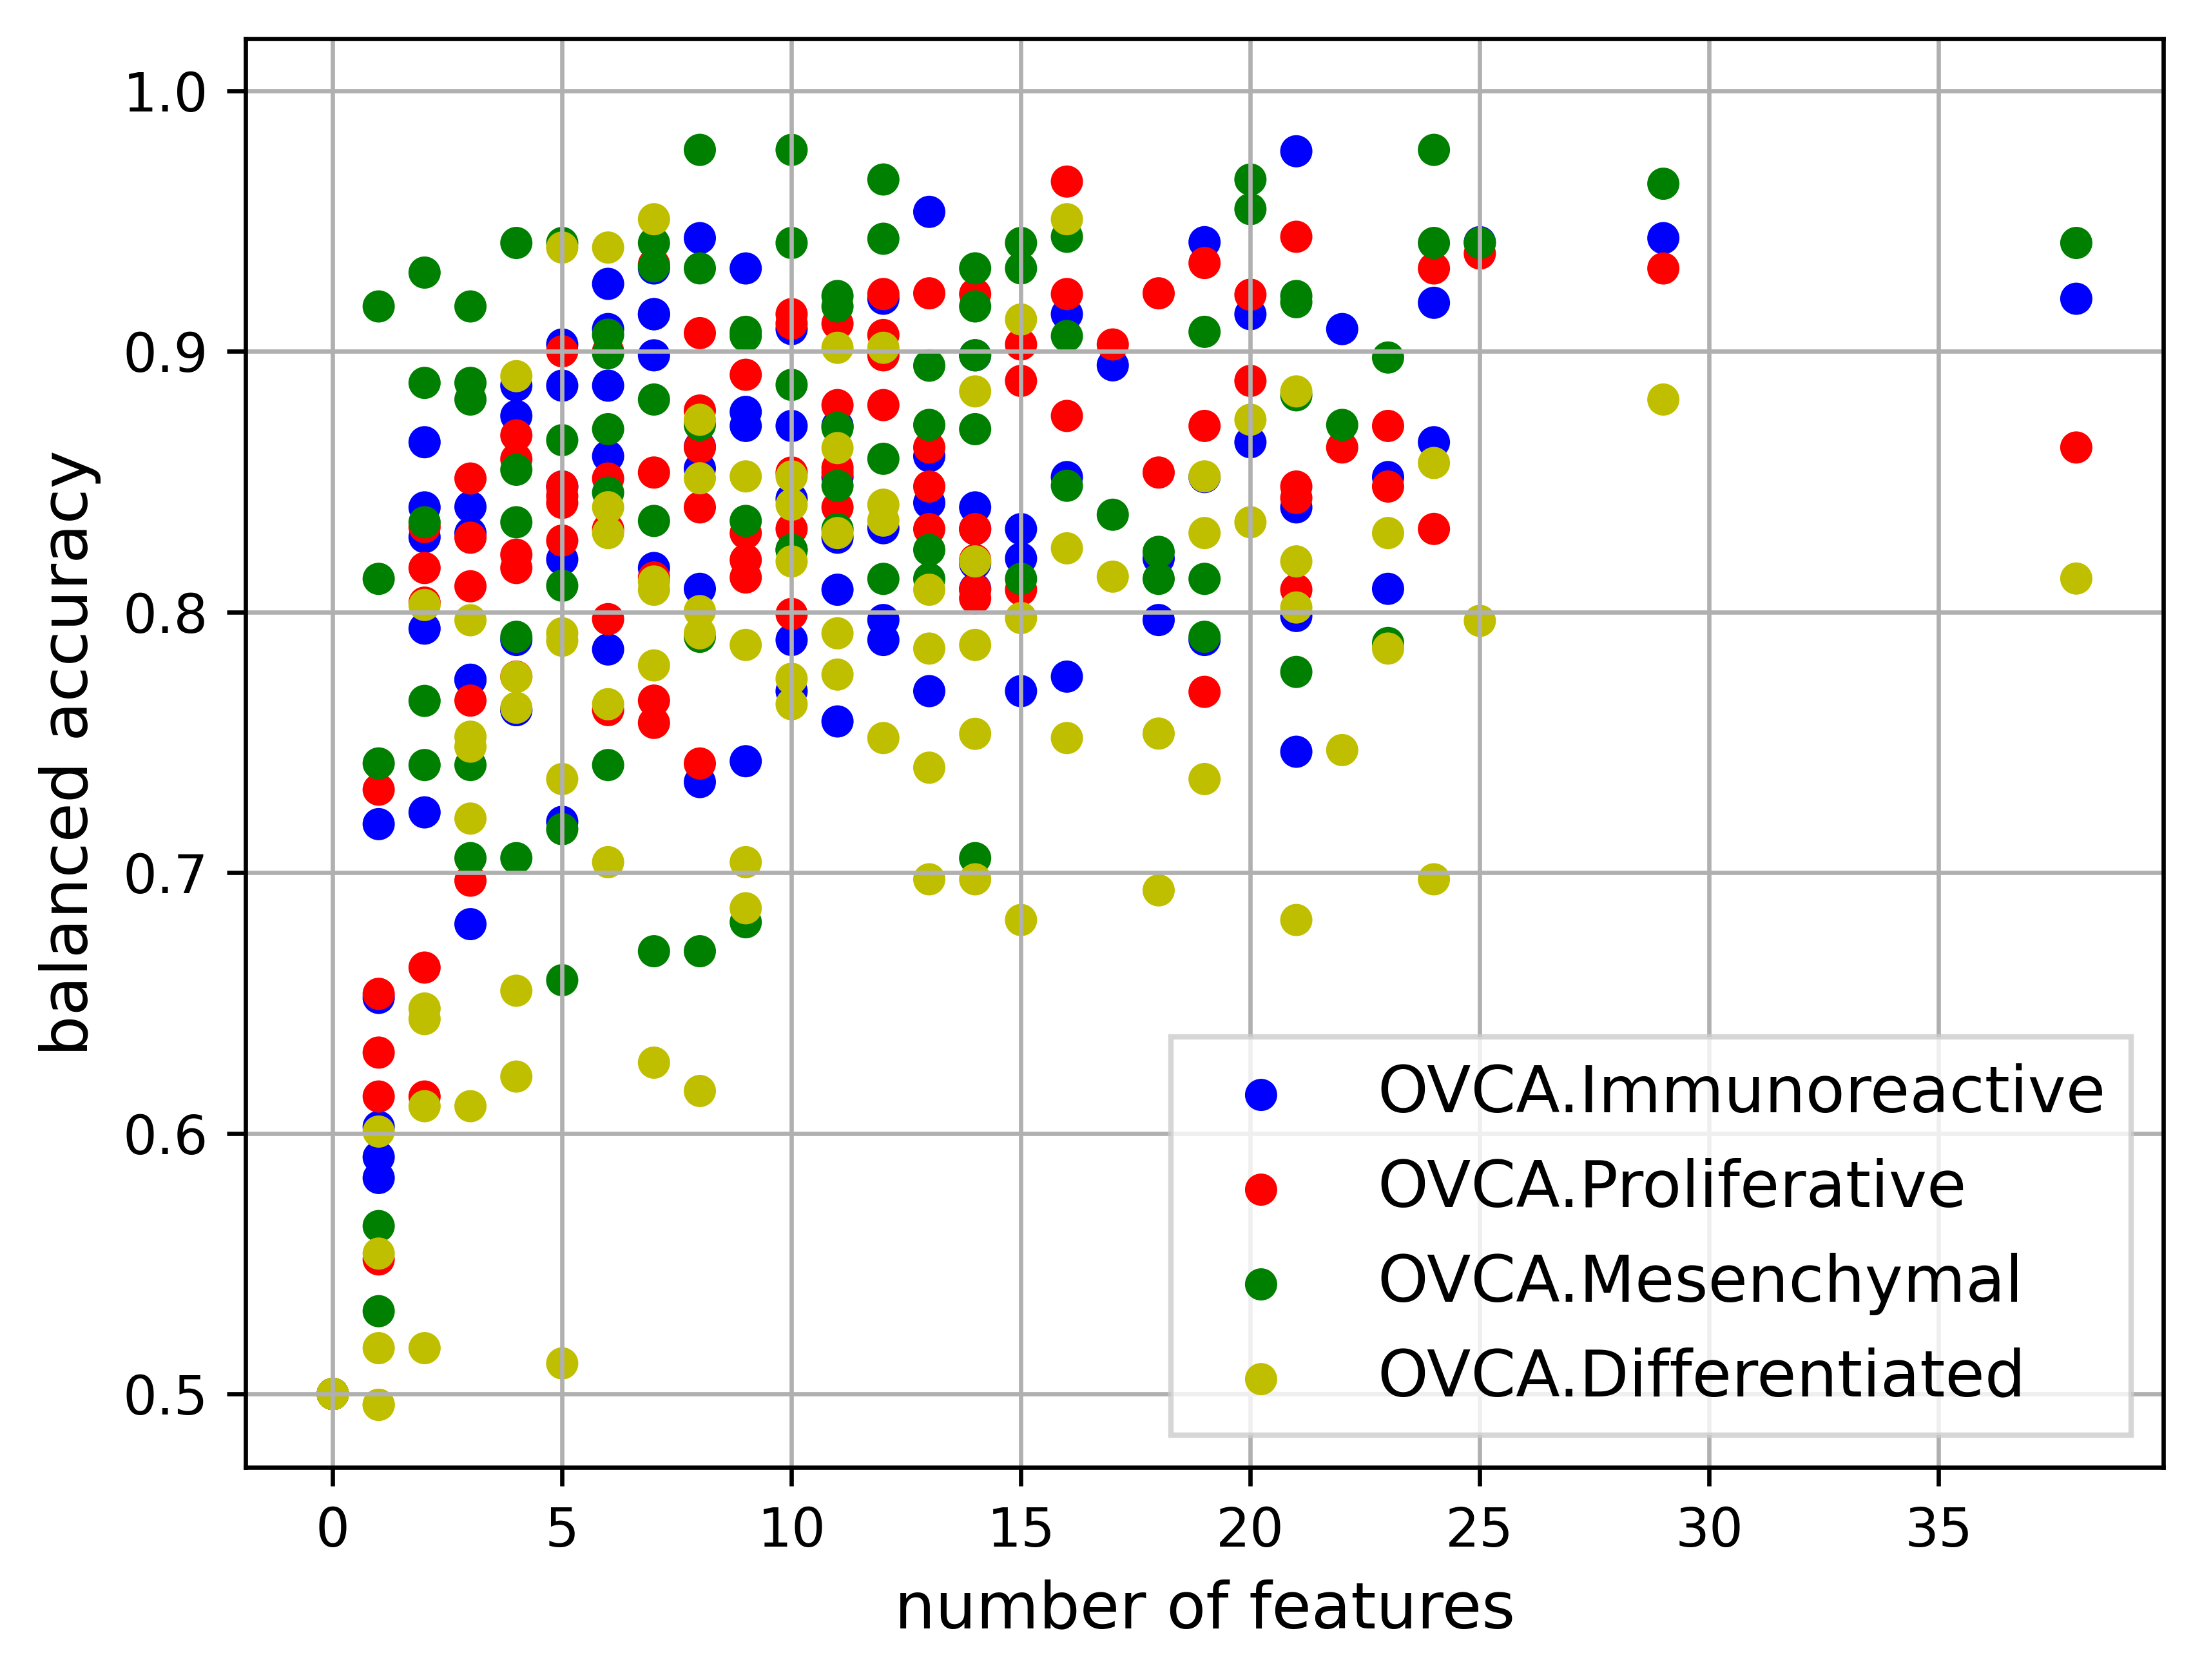 1.0
0.9
0.8
0.7
0.6
0.5
balanced accuracy
OVCA.Immunoreactive
OVCA.Proliferative
OVCA.Mesenchymal
OVCA.Differentiated
0 5 10 15 20 25 30 35
number of features